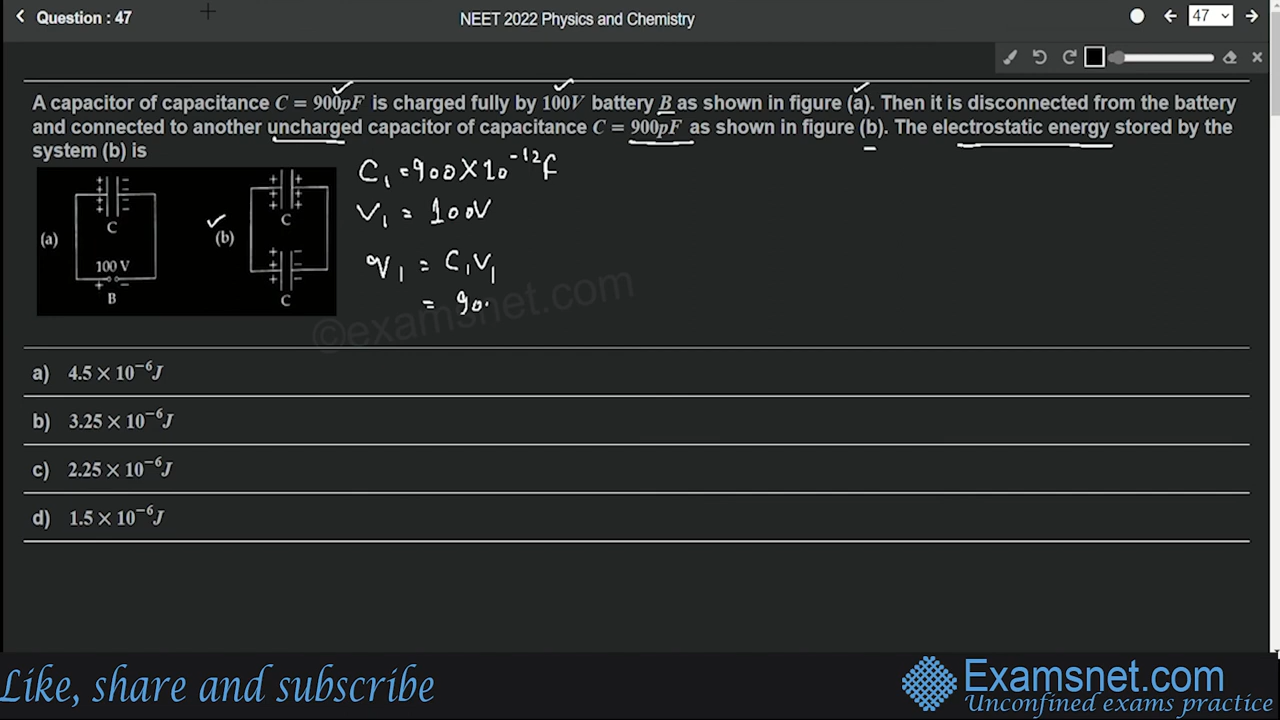 Question : 47
NEET 2022 Physics and Chemistry
47
A capacitor of capacitance C = 900pF is charged fully by 100V battery B as shown in figure (a). Then it is disconnected from the battery
and connected to another uncharged capacitor of capacitance C = 900pF as shown in figure (b). The electrostatic energy stored by the
system (b) is
C₁ = 900 X 10⁻¹² F
V₁ = 100V
q₁ = C₁V₁
= 90
(a)
C
100 V
+ −
B
(b)
C
C
©examsnet.com
a) 4.5 × 10⁻⁶J
b) 3.25 × 10⁻⁶J
c) 2.25 × 10⁻⁶J
d) 1.5 × 10⁻⁶J
Like, share and subscribe
Examsnet.com
Unconfined exams practice